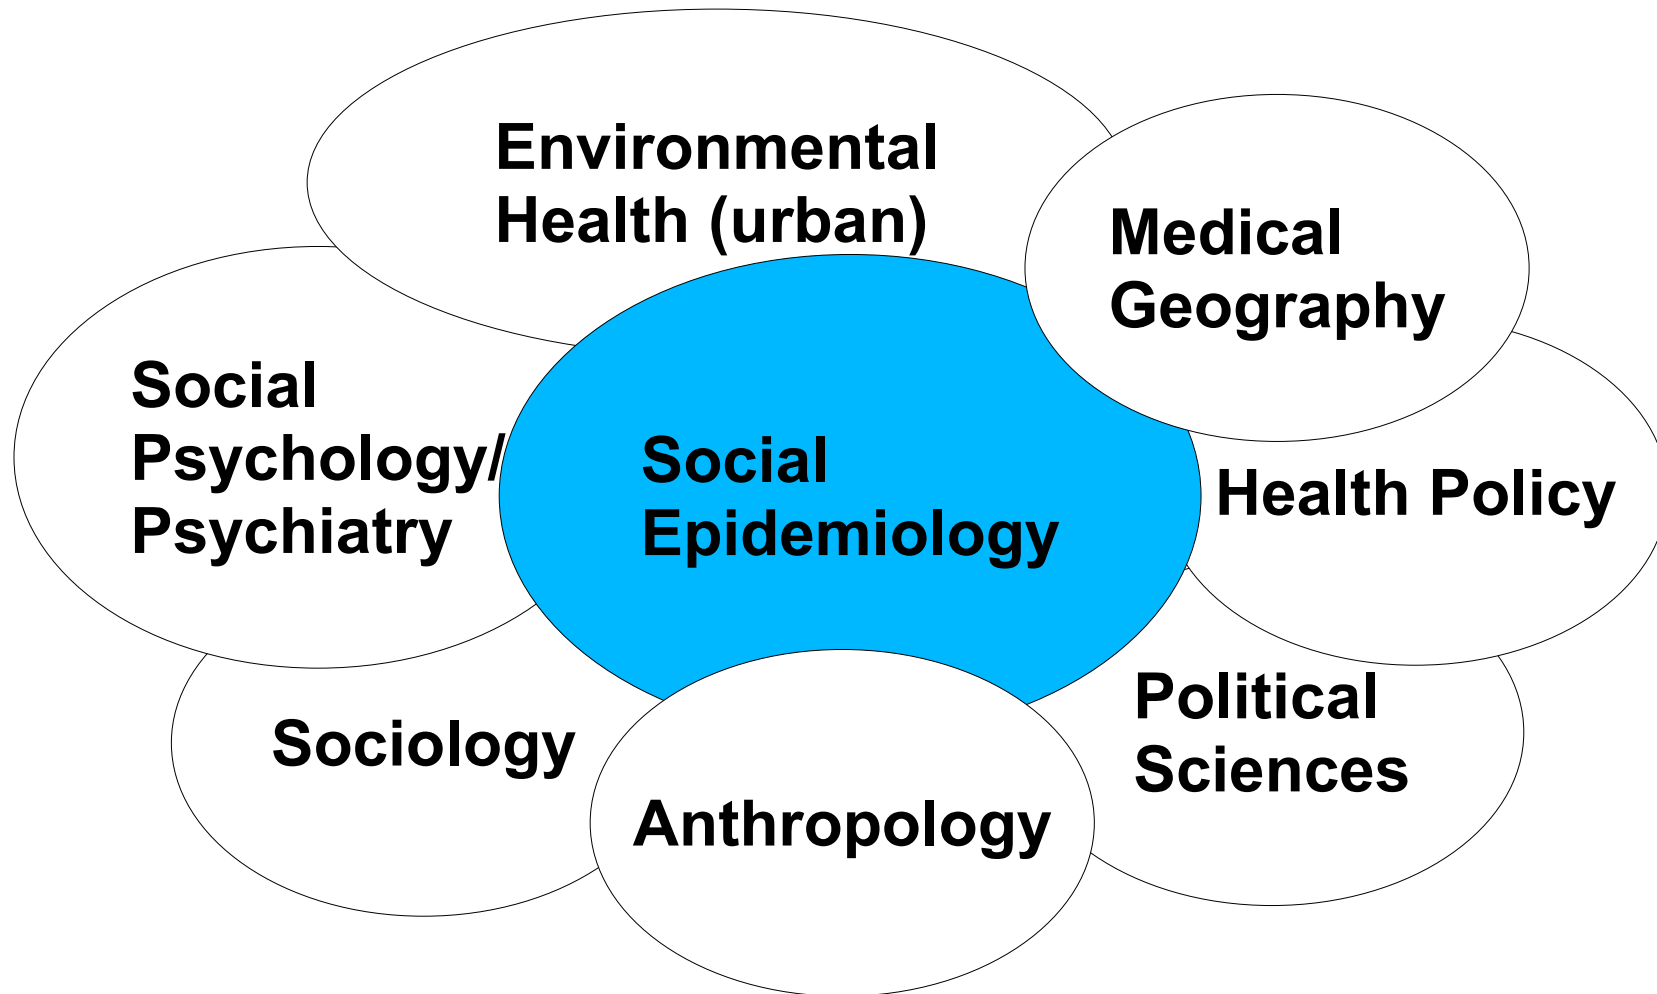 Environmental
Health (urban)
Medical
Geography
Social
Psychology/
Psychiatry
Social
Epidemiology
Health Policy
Sociology
Anthropology
Political
Sciences